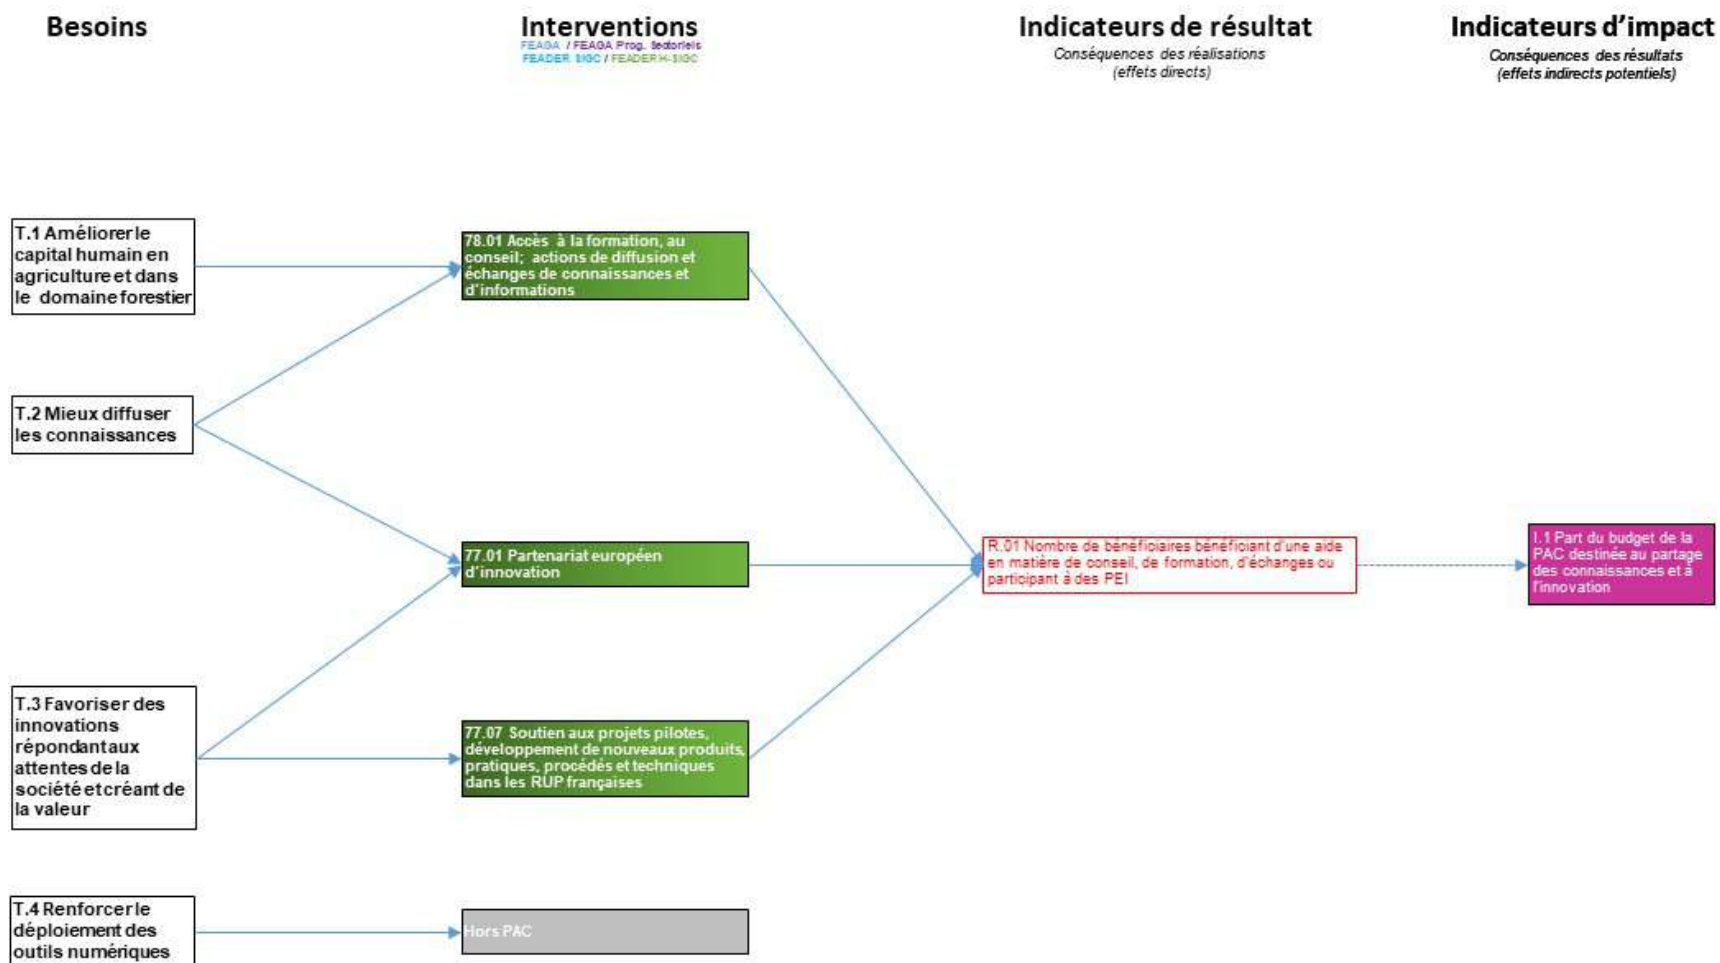 Besoins
Interventions
FEAGA / FEAGA Prog. Sectoriels
FEADER SIGC / FEADER H-SIGC
Indicateurs de résultat
Conséquences des réalisations
(effets directs)
Indicateurs d'impact
Conséquences des résultats
(effets indirects potentiels)
T.1 Améliorer le
capital humain en
agriculture et dans
le domaine forestier
78.01 Accès à la formation, au
conseil; actions de diffusion et
échanges de connaissances et
d'informations
T.2 Mieux diffuser
les connaissances
77.01 Partenariat européen
d'innovation
R.01 Nombre de bénéficiaires bénéficiant d'une aide
en matière de conseil, de formation, d'échanges ou
participant à des PEI
I.1 Part du budget de la
PAC destinée au partage
des connaissances et à
l'innovation
T.3 Favoriser des
innovations
répondant aux
attentes de la
société et créant de
la valeur
77.07 Soutien aux projets pilotes,
développement de nouveaux produits,
pratiques, procédés et techniques
dans les RUP françaises
T.4 Renforcer le
déploiement des
outils numériques
Hors PAC